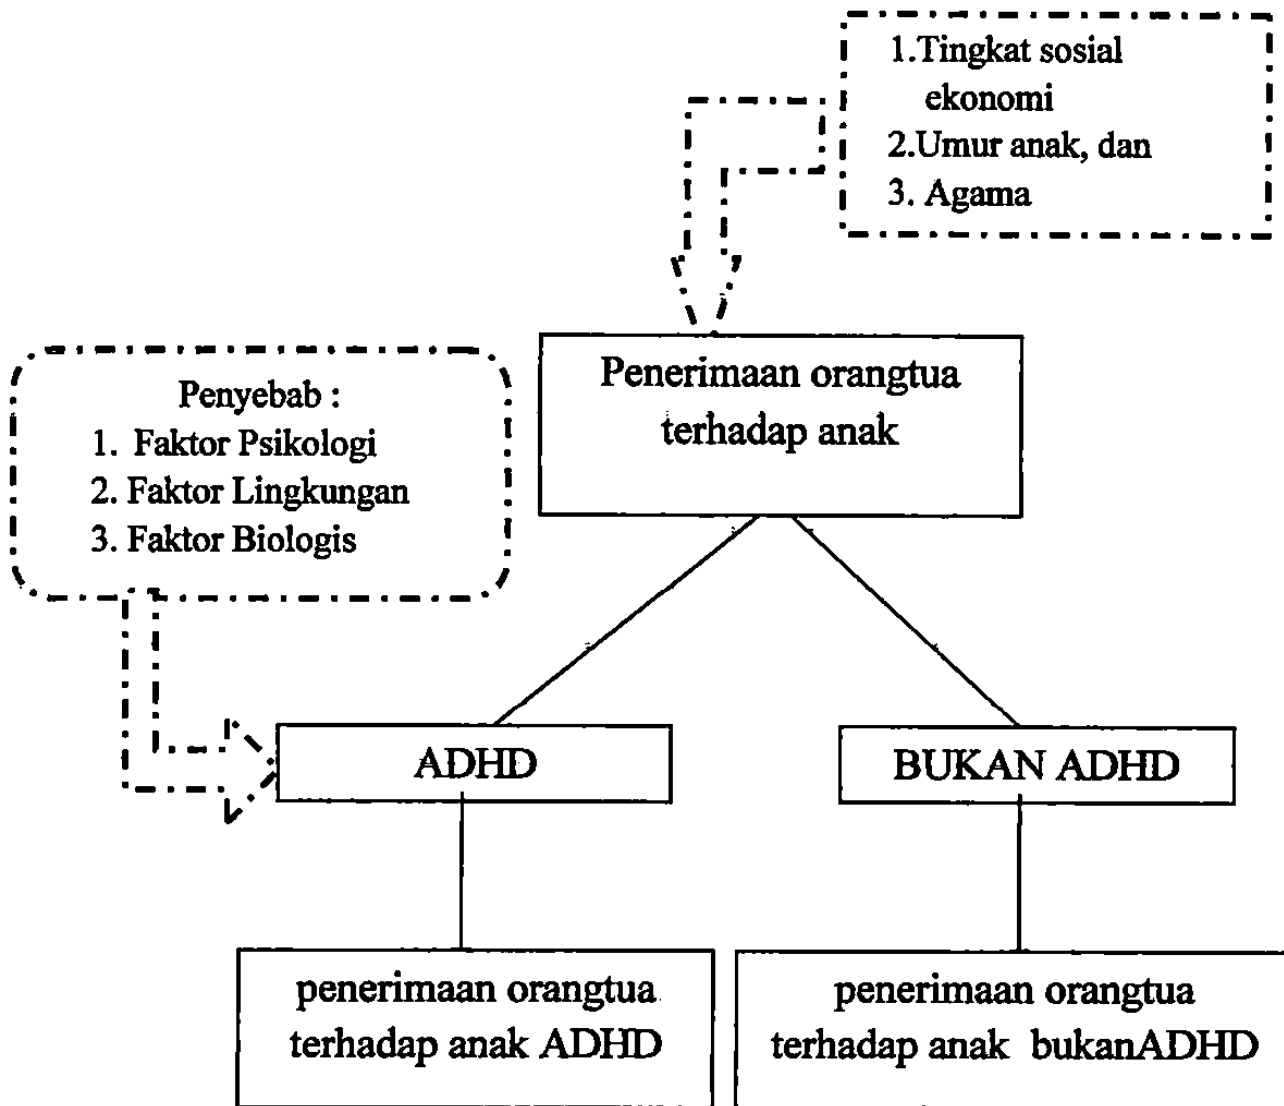 1.Tingkat sosial
ekonomi
2.Umur anak, dan
3. Agama
Penerimaan orangtua
terhadap anak
Penyebab :
1. Faktor Psikologi
2. Faktor Lingkungan
3. Faktor Biologis
ADHD
BUKAN ADHD
penerimaan orangtua
terhadap anak ADHD
penerimaan orangtua
terhadap anak bukanADHD